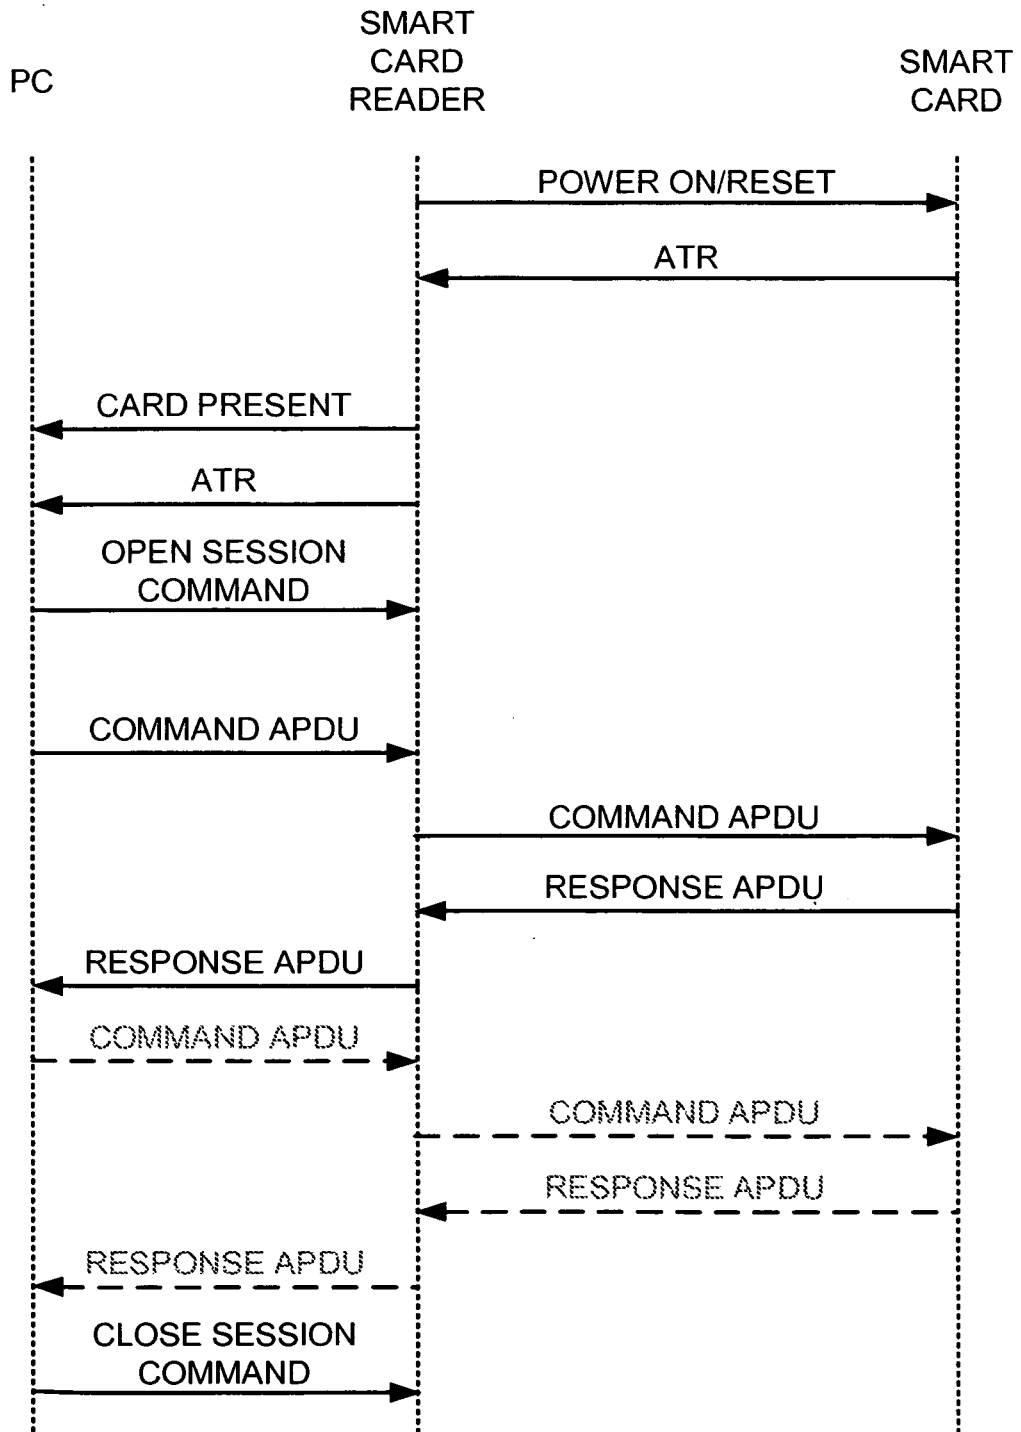 PC
SMART
CARD
READER
SMART
CARD
POWER ON/RESET
ATR
CARD PRESENT
ATR
OPEN SESSION
COMMAND
COMMAND APDU
COMMAND APDU
RESPONSE APDU
RESPONSE APDU
COMMAND APDU
COMMAND APDU
RESPONSE APDU
RESPONSE APDU
CLOSE SESSION
COMMAND